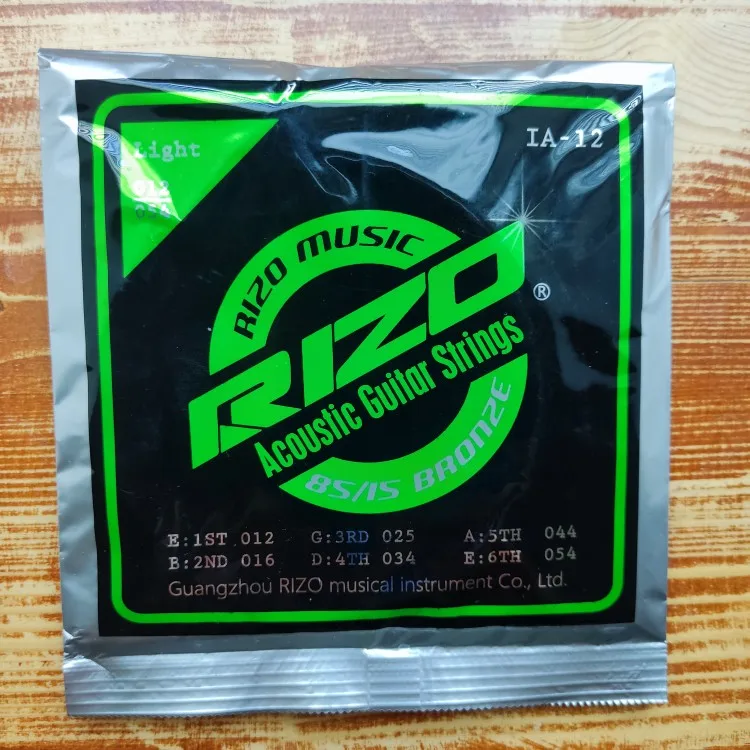 Light
012
054
IA-12
RIZO MUSIC
RIZO®
Acoustic Guitar Strings
85/15 BRONZE
E:1ST 012 G:3RD 025 A:5TH 044
B:2ND 016 D:4TH 034 E:6TH 054
Guangzhou RIZO musical instrument Co., Ltd.